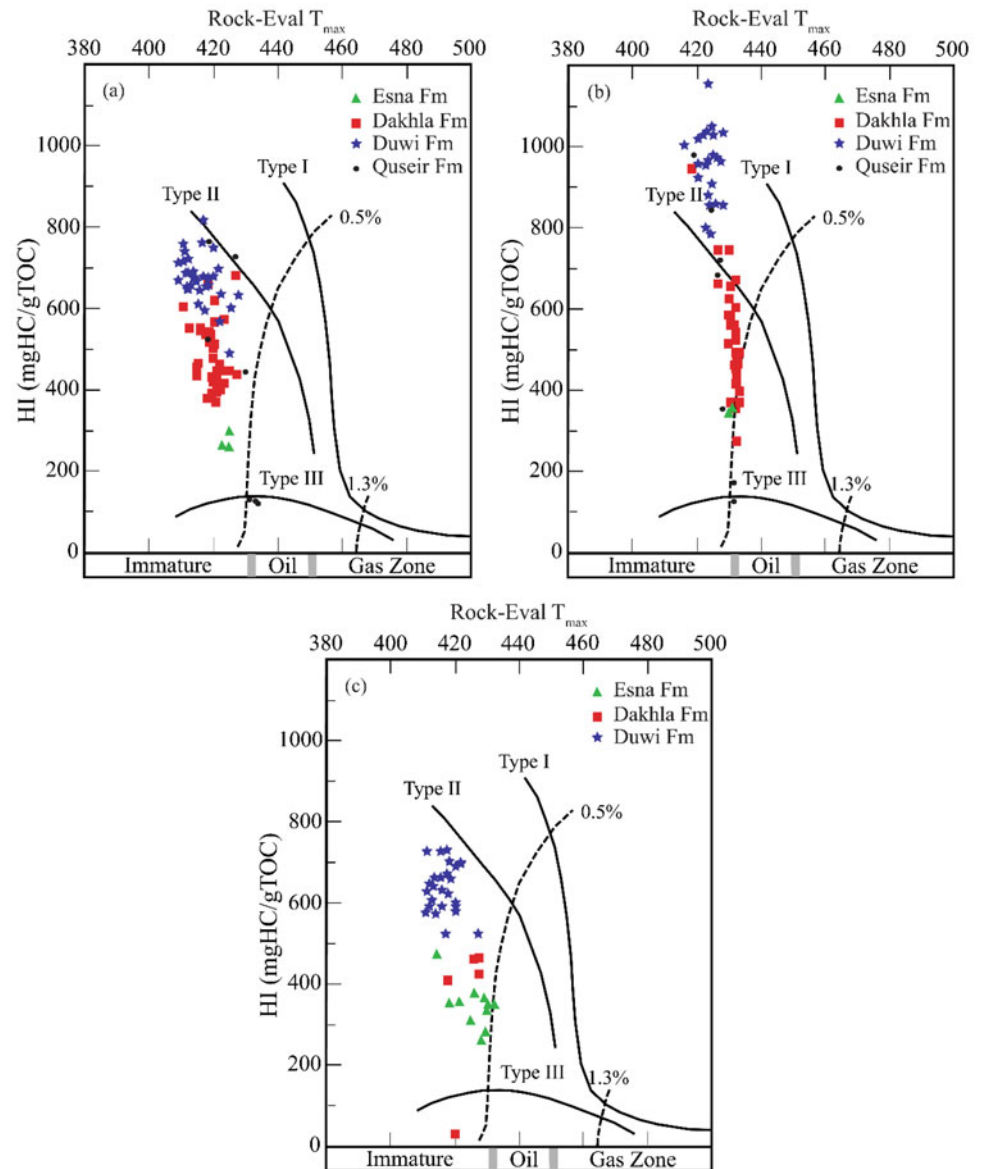 Rock-Eval Tmax
380 400 420 440 460 480 500
(a)
Esna Fm
Dakhla Fm
Duwi Fm
Quseir Fm
Type I
Type II
0.5%
Type III
1.3%
HI (mgHC/gTOC)
1000
800
600
400
200
0
Immature Oil Gas Zone
Rock-Eval Tmax
380 400 420 440 460 480 500
(b)
Esna Fm
Dakhla Fm
Duwi Fm
Quseir Fm
Type I
Type II
0.5%
Type III
1.3%
HI (mgHC/gTOC)
1000
800
600
400
200
0
Immature Oil Gas Zone
Rock-Eval Tmax
380 400 420 440 460 480 500
(c)
Esna Fm
Dakhla Fm
Duwi Fm
Type I
Type II
0.5%
Type III
1.3%
HI (mgHC/gTOC)
1000
800
600
400
200
0
Immature Oil Gas Zone